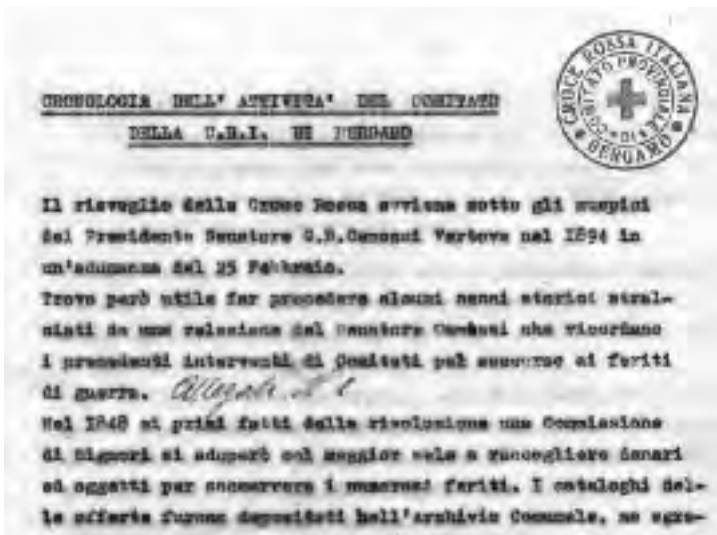 CROCE ROSSA ITALIANA
COMITATO PROVINCIALE DI
BERGAMO
CRONOLOGIA DELL' ATTIVITA' DEL COMITATO
DELLA C.R.I. DI BERGAMO
Il risveglio della Croce Rossa avviene sotto gli auspici
del Presidente Senatore G.B.Camozzi Vertova nel 1894 in
un'adunanza del 25 Febbraio.
Trovo però utile far precedere alcuni cenni storici stral-
ciati da una relazione del Senatore Camozzi che ricordano
i precedenti interventi di Comitati pel soccorso ai feriti
di guerra.
Nel 1848 ai primi fatti della rivoluzione una Commissione
di Signori si adoperò col maggior zelo a raccogliere denari
ed oggetti per soccorrere i numerosi feriti. I cataloghi del-
le offerte furono depositati nell'archivio Comunale, ma